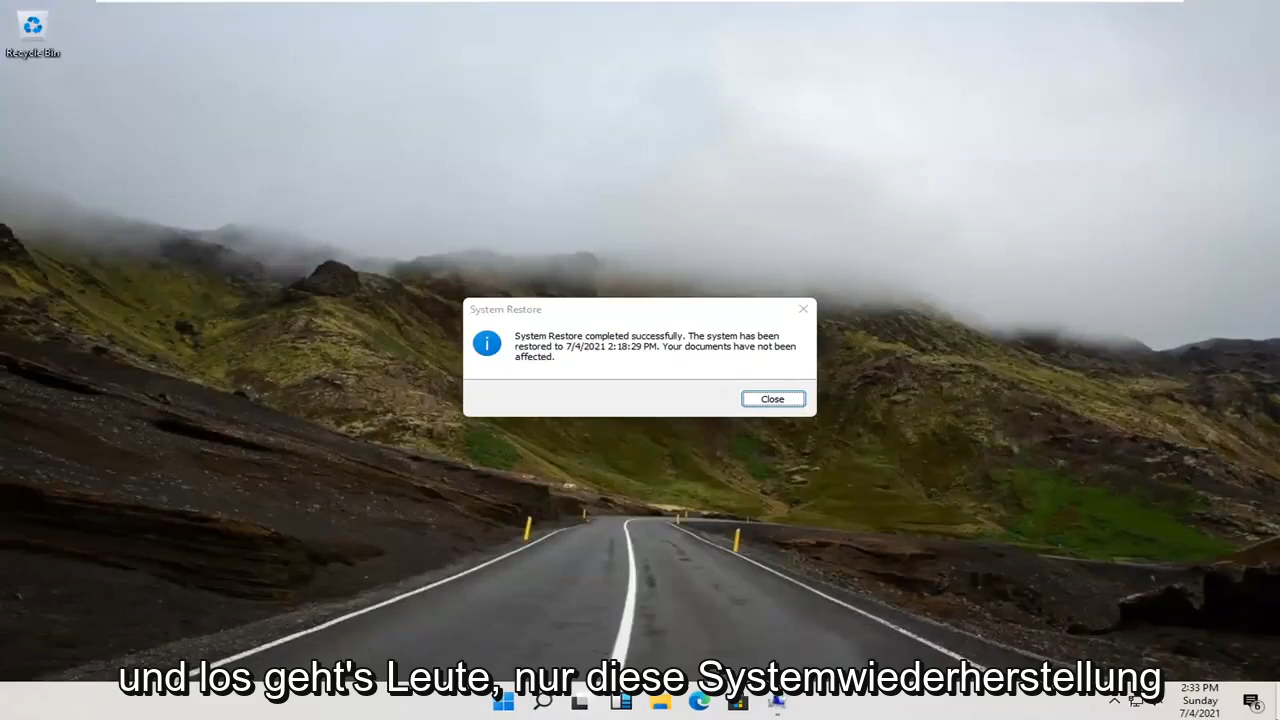 Recycle Bin
System Restore
System Restore completed successfully. The system has been
restored to 7/4/2021 2:18:29 PM. Your documents have not been
affected.
Close
und los geht's Leute, nur diese Systemwiederherstellung
2:33 PM
Sunday
7/4/2021
6